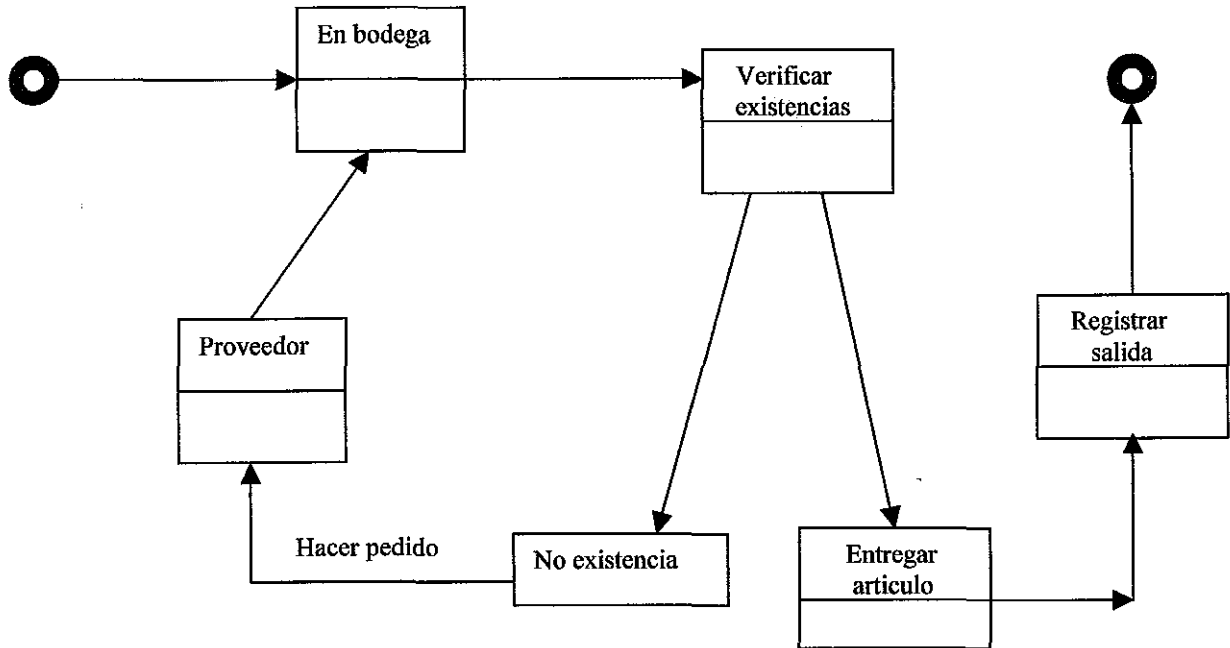 En bodega
Verificar
existencias
Proveedor
Registrar
salida
Hacer pedido
No existencia
Entregar
articulo